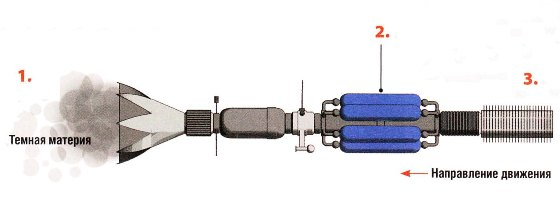 1.
2.
3.
Темная материя
Направление движения